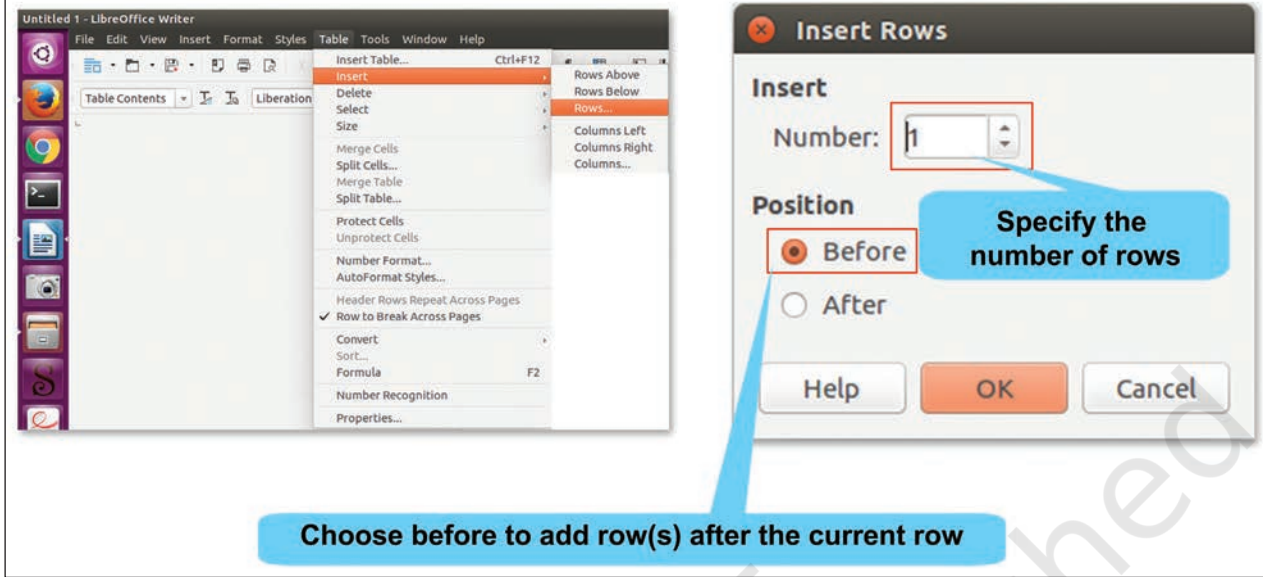 Untitled 1 - LibreOffice Writer
File Edit View Insert Format Styles Table Tools Window Help
Table Contents
Liberation
Insert Table... Ctrl+F12
Insert
Delete
Select
Size
Merge Cells
Split Cells...
Merge Table
Split Table...
Protect Cells
Unprotect Cells
Number Format...
AutoFormat Styles...
Header Rows Repeat Across Pages
Row to Break Across Pages
Convert
Sort...
Formula F2
Number Recognition
Properties...
Rows Above
Rows Below
Rows...
Columns Left
Columns Right
Columns...
Insert Rows
Insert
Number: 1
Position
Before
After
Specify the
number of rows
Help OK Cancel
Choose before to add row(s) after the current row
hed